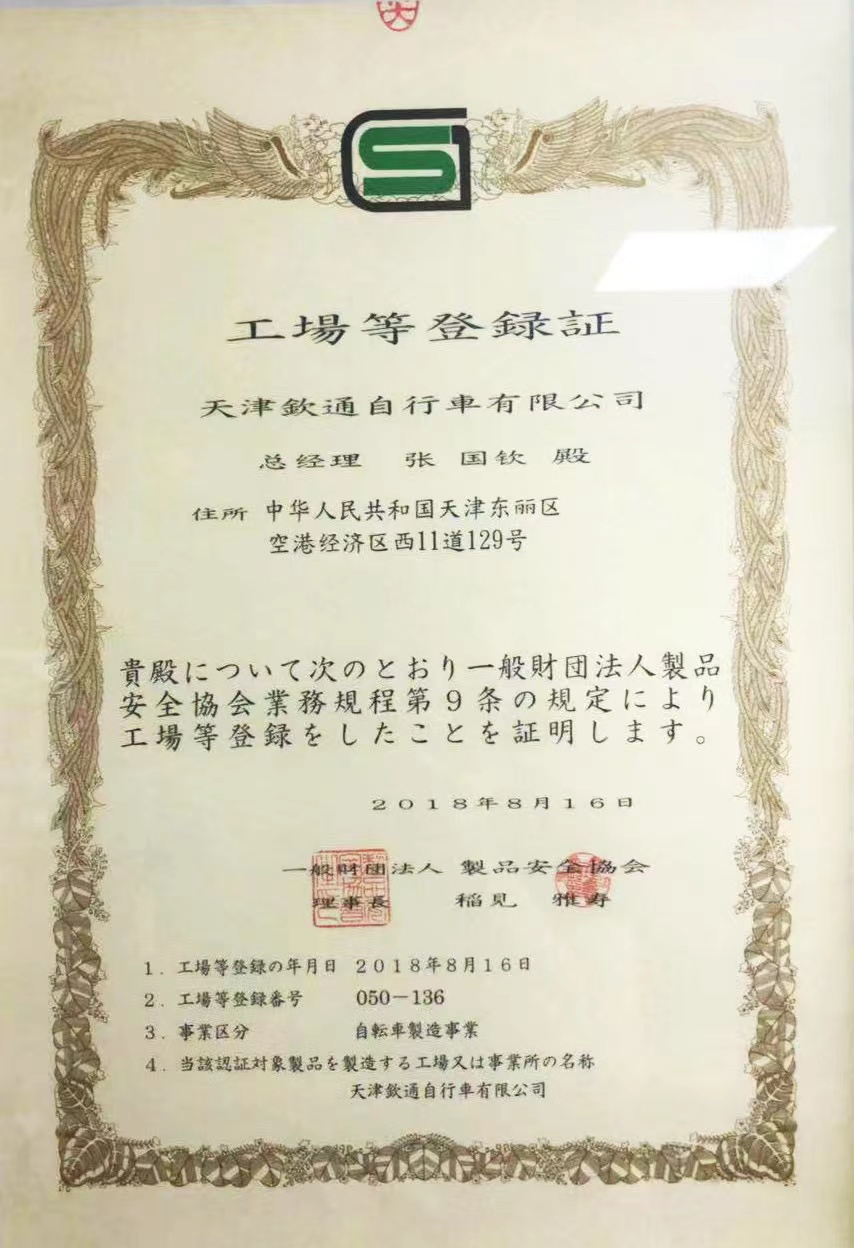 工場等登録証
天津欽通自行車有限公司
总经理 张 国钦 殿
住所 中华人民共和国天津东丽区
空港经济区西11道129号
貴殿について次のとおり一般財団法人製品
安全協会業務規程第９条の規定により
工場等登録をしたことを証明します。
２０１８年８月１６日
一般財団法人 製品安全協会
理事長 稲見 雅寿
１．工場等登録の年月日 ２０１８年８月１６日
２．工場等登録番号 050－136
３．事業区分 自転車製造事業
４．当該認証対象製品を製造する工場又は事業所の名称
天津欽通自行車有限公司